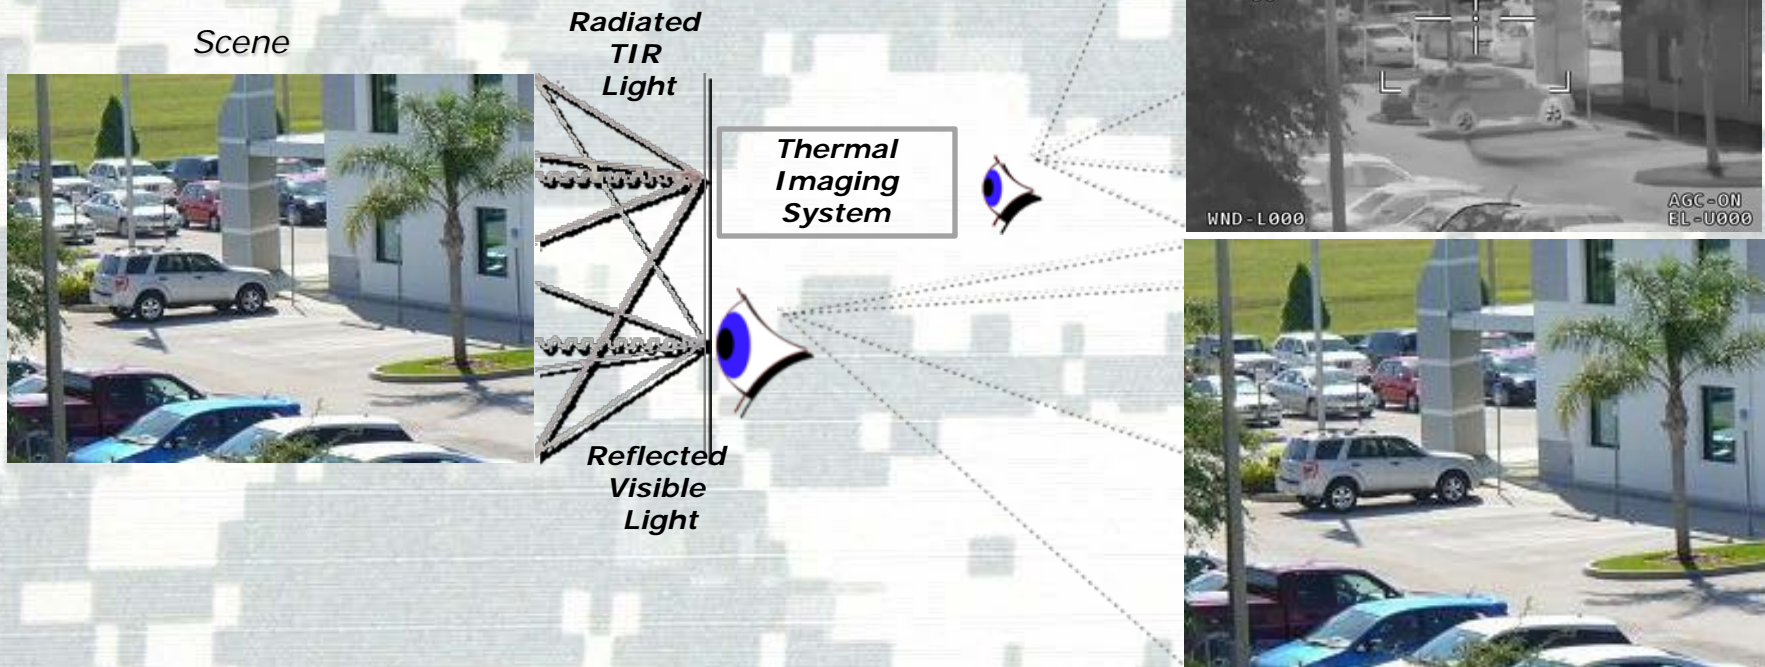 Scene
Radiated
TIR
Light
Thermal
Imaging
System
Reflected
Visible
Light
WND-L000
AGC-ON
EL-U000